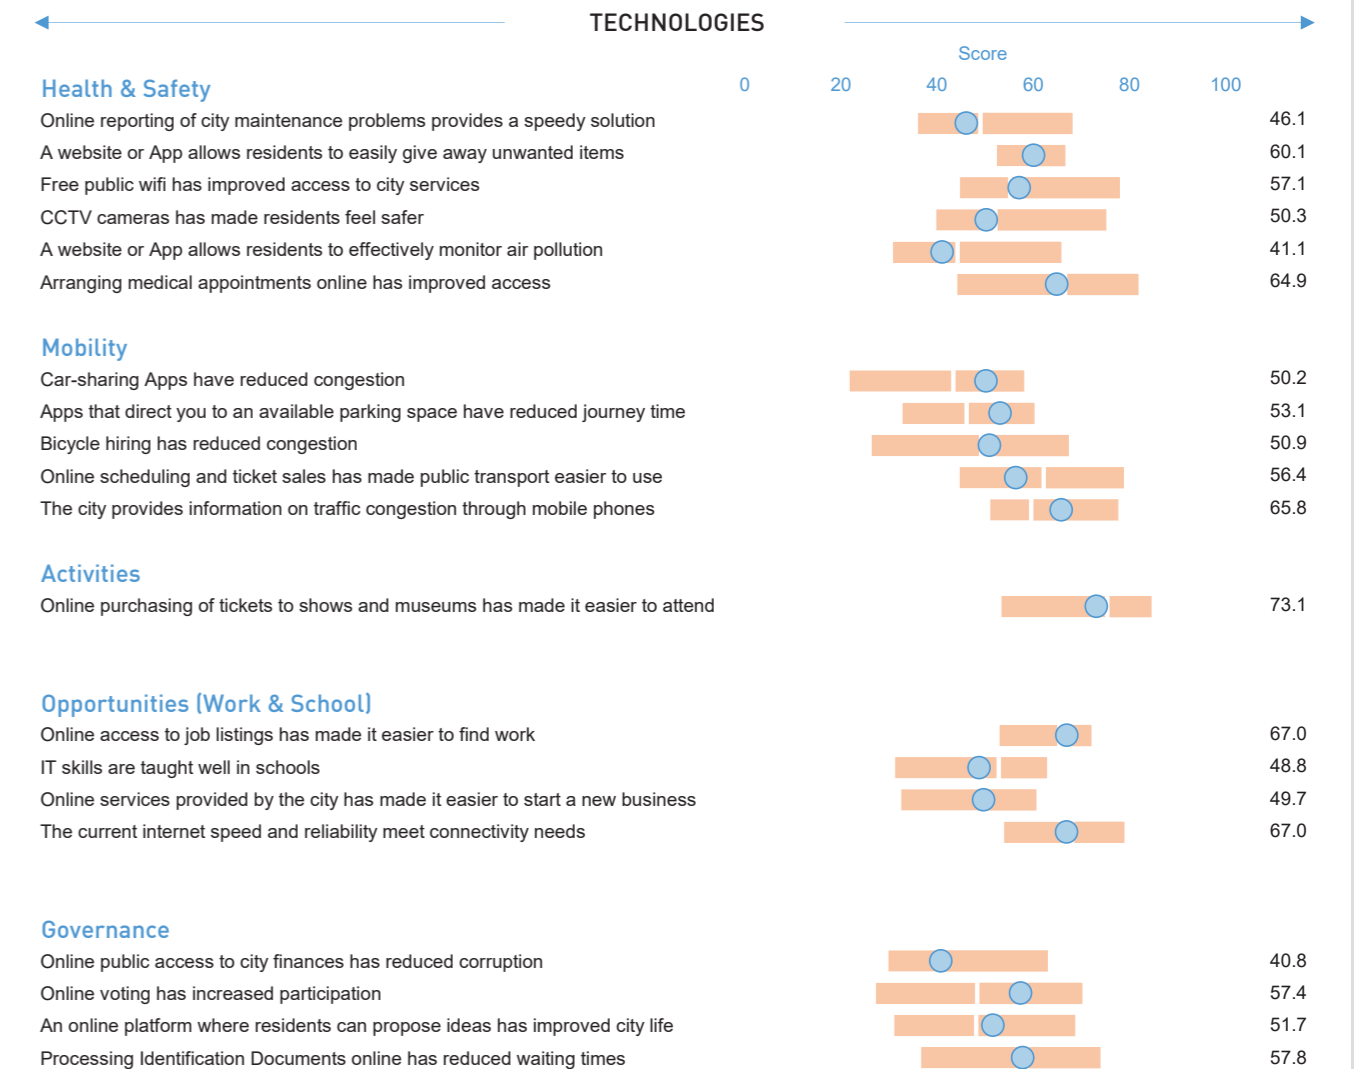 TECHNOLOGIES
Score
Health & Safety 0 20 40 60 80 100
Online reporting of city maintenance problems provides a speedy solution 46.1
A website or App allows residents to easily give away unwanted items 60.1
Free public wifi has improved access to city services 57.1
CCTV cameras has made residents feel safer 50.3
A website or App allows residents to effectively monitor air pollution 41.1
Arranging medical appointments online has improved access 64.9
Mobility
Car-sharing Apps have reduced congestion 50.2
Apps that direct you to an available parking space have reduced journey time 53.1
Bicycle hiring has reduced congestion 50.9
Online scheduling and ticket sales has made public transport easier to use 56.4
The city provides information on traffic congestion through mobile phones 65.8
Activities
Online purchasing of tickets to shows and museums has made it easier to attend 73.1
Opportunities (Work & School)
Online access to job listings has made it easier to find work 67.0
IT skills are taught well in schools 48.8
Online services provided by the city has made it easier to start a new business 49.7
The current internet speed and reliability meet connectivity needs 67.0
Governance
Online public access to city finances has reduced corruption 40.8
Online voting has increased participation 57.4
An online platform where residents can propose ideas has improved city life 51.7
Processing Identification Documents online has reduced waiting times 57.8